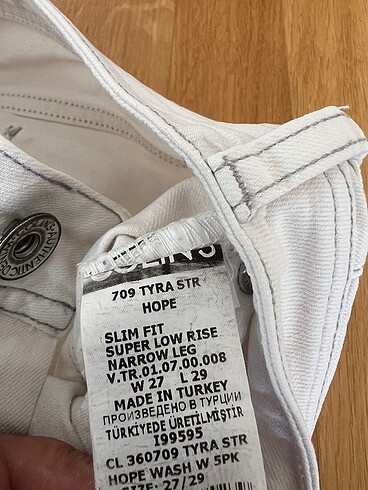 709 TYRA STR
HOPE
SLIM FIT
SUPER LOW RISE
NARROW LEG
V.TR.01.07.00.008
W 27 L 29
MADE IN TURKEY
ПРОИЗВЕДЕНО В ТУРЦИИ
TÜRKİYEDE ÜRETİLMİŞTİR
I99595
CL 360709 TYRA STR
HOPE WASH W 5PK
SIZE: 27/29